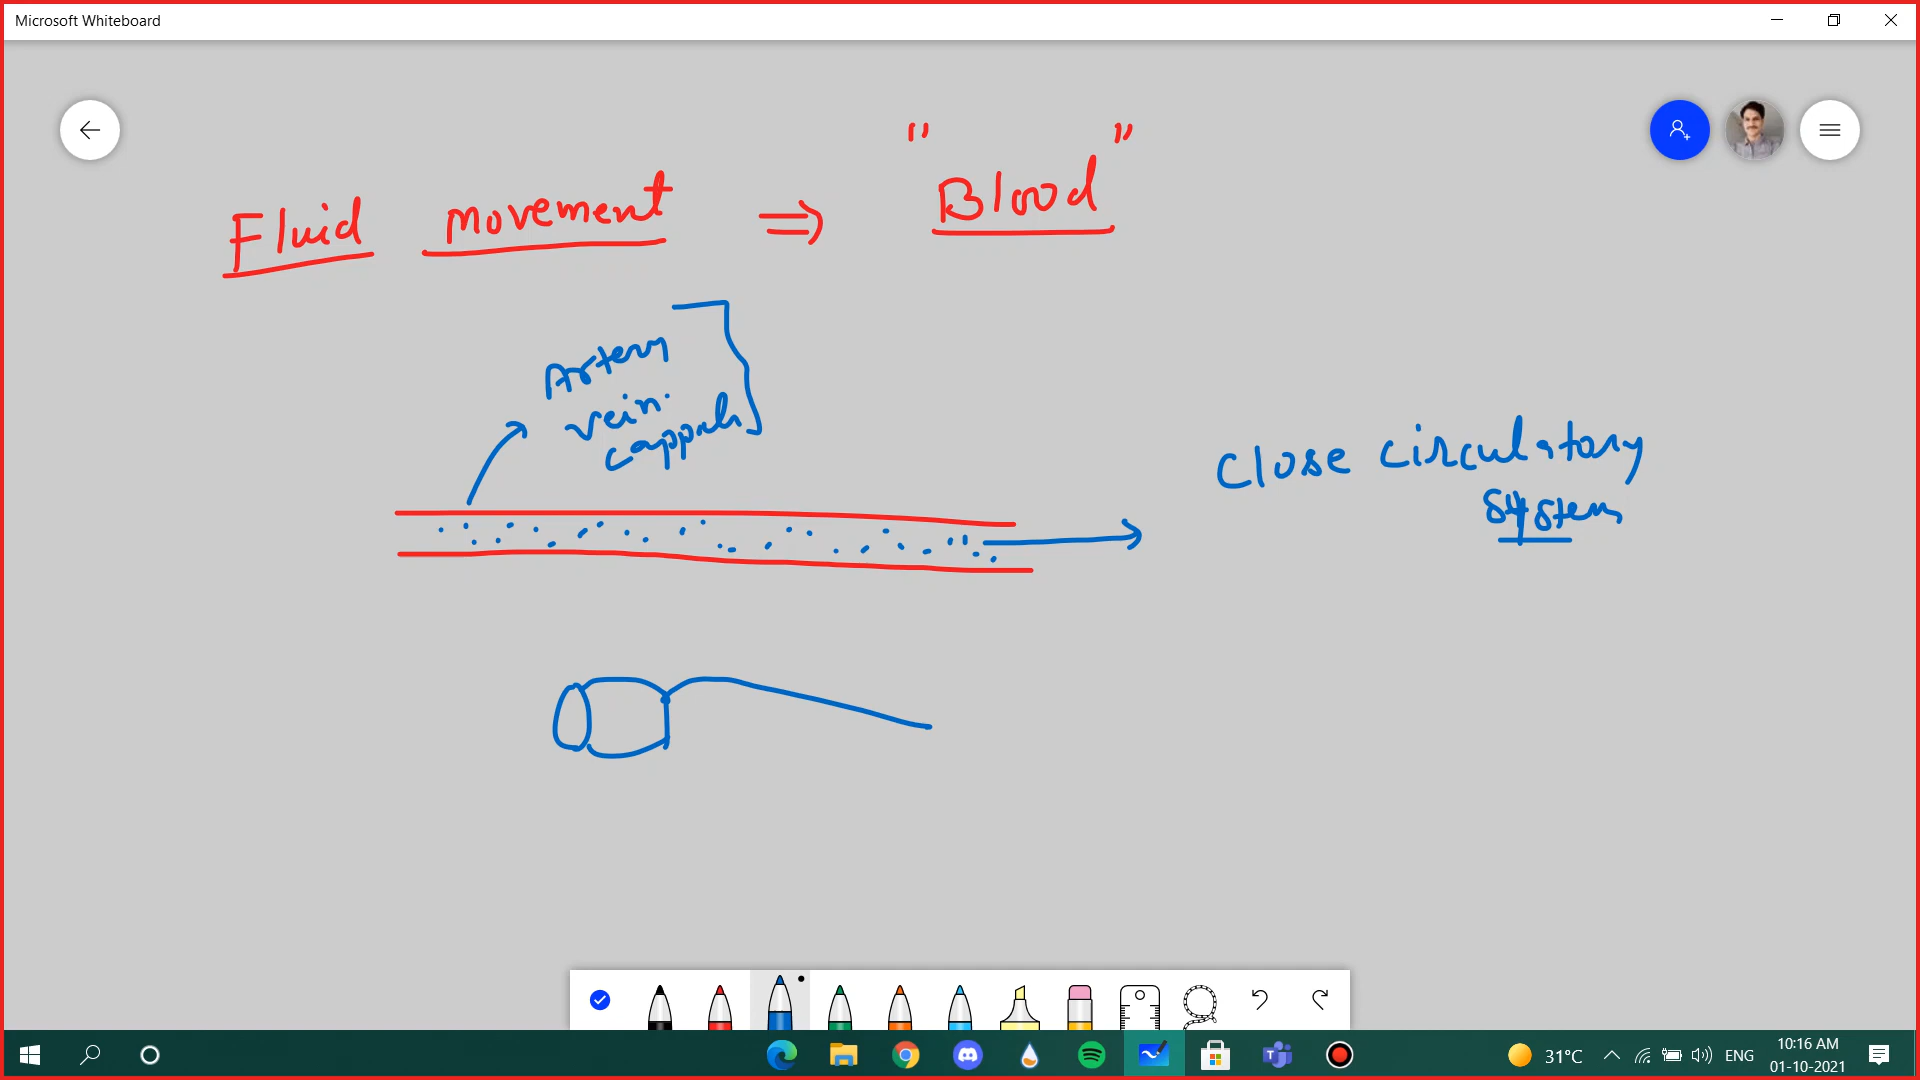 Microsoft Whiteboard
Fluid movement ⇒ "Blood"
Artery
vein
close circulatory
system
31°C
ENG
10:16 AM
01-10-2021